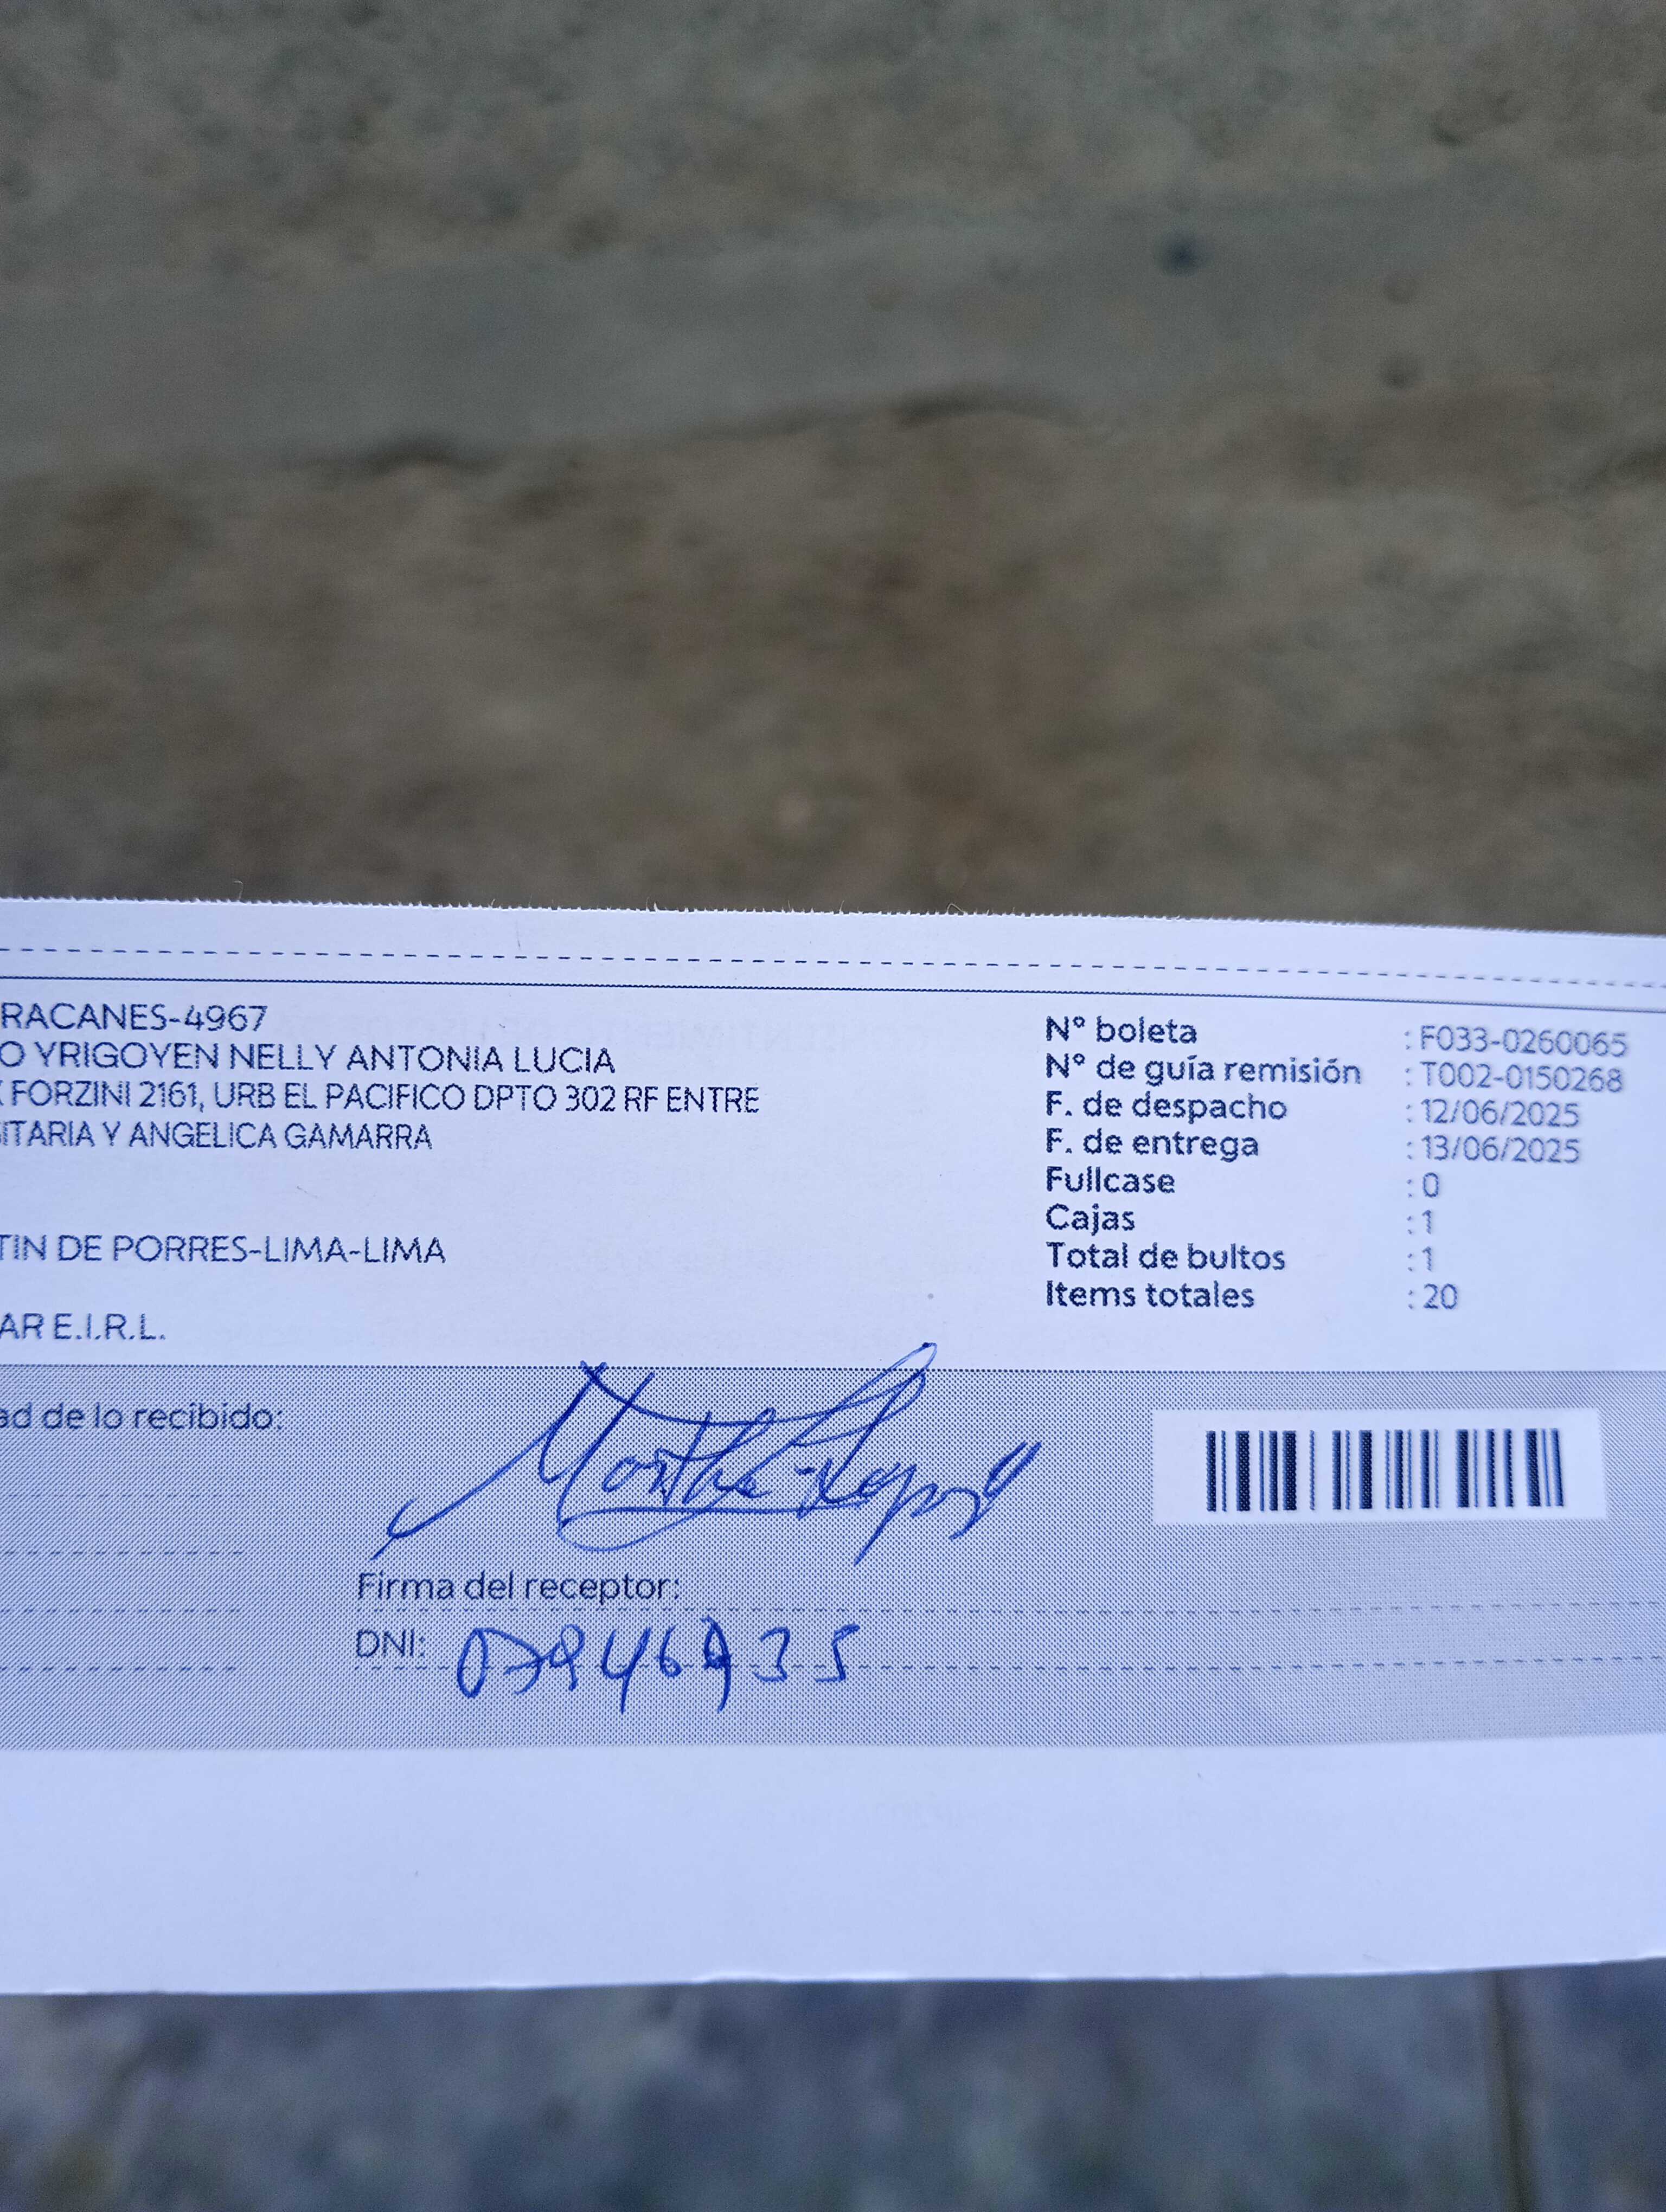 RACANES-4967
O YRIGOYEN NELLY ANTONIA LUCIA
FORZINI 2161, URB EL PACIFICO DPTO 302 RF ENTRE
ITARIA Y ANGELICA GAMARRA
TIN DE PORRES-LIMA-LIMA
AR E.I.R.L.
Nº boleta : F033-0260065
Nº de guía remisión : T002-0150268
F. de despacho : 12/06/2025
F. de entrega : 13/06/2025
Fullcase : 0
Cajas : 1
Total de bultos : 1
Items totales : 20
ad de lo recibido:
Firma del receptor:
DNI: